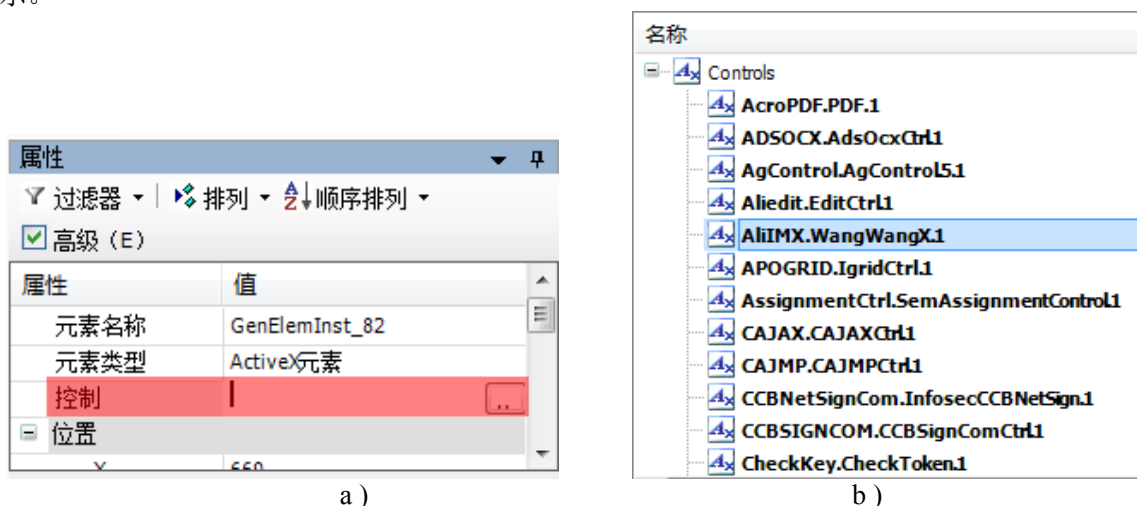 示。
属性
过滤器 排列 顺序排列
高级（E）
属性 值
元素名称 GenElemInst_82
元素类型 ActiveX元素
控制 ..
位置
X 660
a )
名称
Controls
AcroPDF.PDF.1
ADSOCX.AdsOcxCtrl.1
AgControl.AgControl.5.1
Aliedit.EditCtrl.1
AliIMX.WangWangX.1
APOGRID.IgridCtrl.1
AssignmentCtrl.SemAssignmentControl.1
CAJAX.CAJAXCtrl.1
CAJMP.CAJMPCtrl.1
CCBNetSignCom.InfosecCCBNetSign.1
CCBSIGNCOM.CCBSignComCtrl.1
CheckKey.CheckToken.1
b )